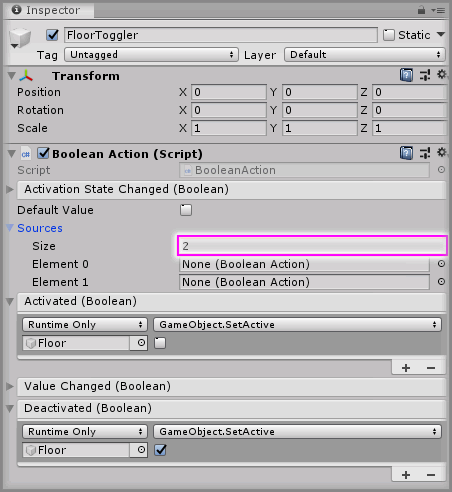 Inspector
FloorToggler Static
Tag Untagged Layer Default
Transform
Position X 0 Y 0 Z 0
Rotation X 0 Y 0 Z 0
Scale X 1 Y 1 Z 1
Boolean Action (Script)
Script BooleanAction
Activation State Changed (Boolean)
Default Value
Sources
Size 2
Element 0 None (Boolean Action)
Element 1 None (Boolean Action)
Activated (Boolean)
Runtime Only GameObject.SetActive
Floor
+ −
Value Changed (Boolean)
Deactivated (Boolean)
Runtime Only GameObject.SetActive
Floor
+ −